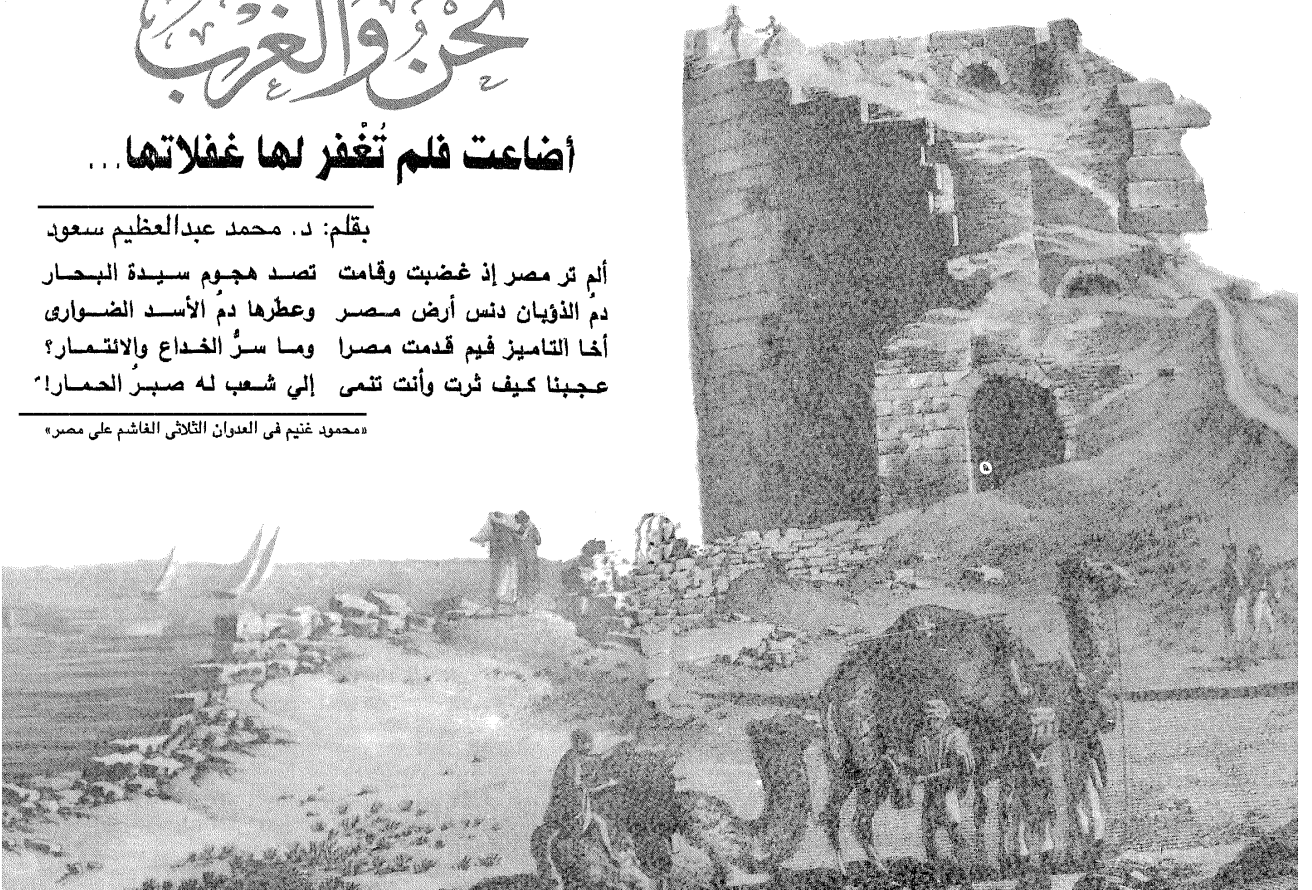 نحن والغرب
أضاعت فلم تُغْفر لها غفلاتها...
بقلم: د. محمد عبدالعظيم سعود
ألم تر مصر إذ غضبت وقامت تصد هجوم سيدة البحار
دمُ الذؤبان دنس أرض مصر وعطّرها دمُ الأسد الضوارى
أخا التاميز فيم قدمت مصرا وما سرُّ الخداع والائتمار؟
عجبنا كيف ثرت وأنت تنمى إلي شعب له صبرُ الحمار!ً
«محمود غنيم فى العدوان الثلاثى الغاشم على مصر»